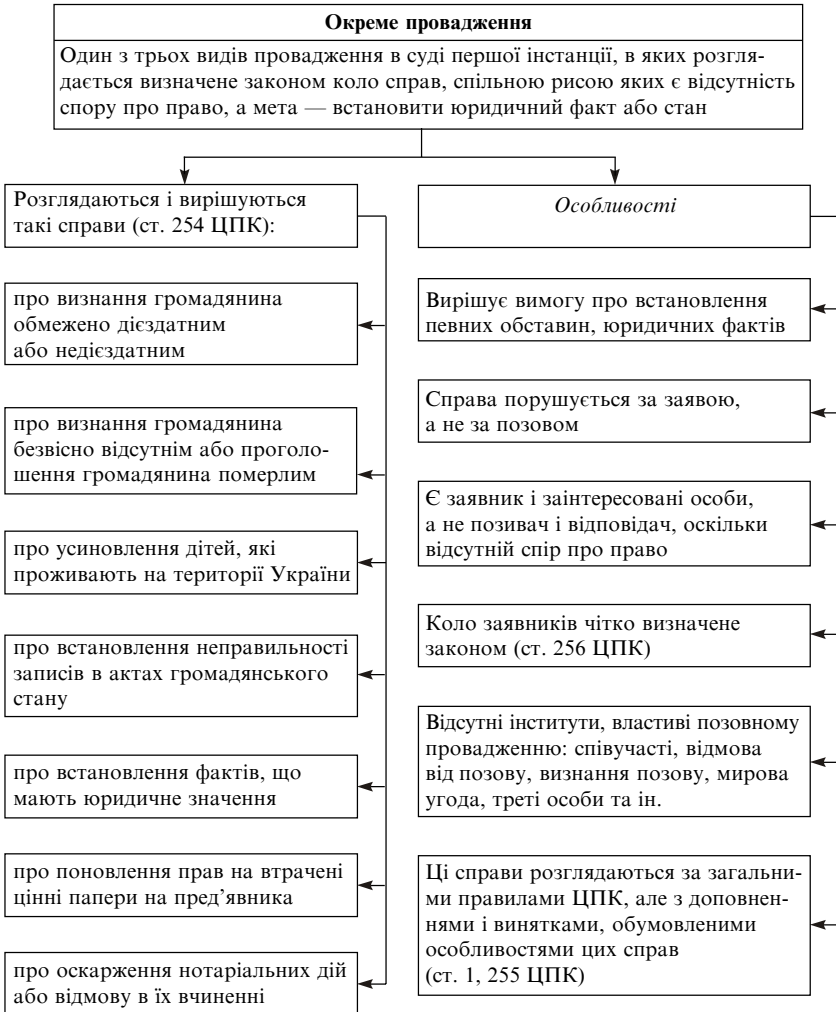 Окреме провадження
Один з трьох видів провадження в суді першої інстанції, в яких розгля-
дається визначене законом коло справ, спільною рисою яких є відсутність
спору про право, а мета — встановити юридичний факт або стан
Розглядаються і вирішуються
такі справи (ст. 254 ЦПК):
про визнання громадянина
обмежено дієздатним
або недієздатним
про визнання громадянина
безвісно відсутнім або проголо-
шення громадянина померлим
про усиновлення дітей, які
проживають на території України
про встановлення неправильності
записів в актах громадянського
стану
про встановлення фактів, що
мають юридичне значення
про поновлення прав на втрачені
цінні папери на пред’явника
про оскарження нотаріальних дій
або відмову в їх вчиненні
Особливості
Вирішує вимогу про встановлення
певних обставин, юридичних фактів
Справа порушується за заявою,
а не за позовом
Є заявник і заінтересовані особи,
а не позивач і відповідач, оскільки
відсутній спір про право
Коло заявників чітко визначене
законом (ст. 256 ЦПК)
Відсутні інститути, властиві позовному
провадженню: співучасті, відмова
від позову, визнання позову, мирова
угода, треті особи та ін.
Ці справи розглядаються за загальни-
ми правилами ЦПК, але з доповнен-
нями і винятками, обумовленими
особливостями цих справ
(ст. 1, 255 ЦПК)